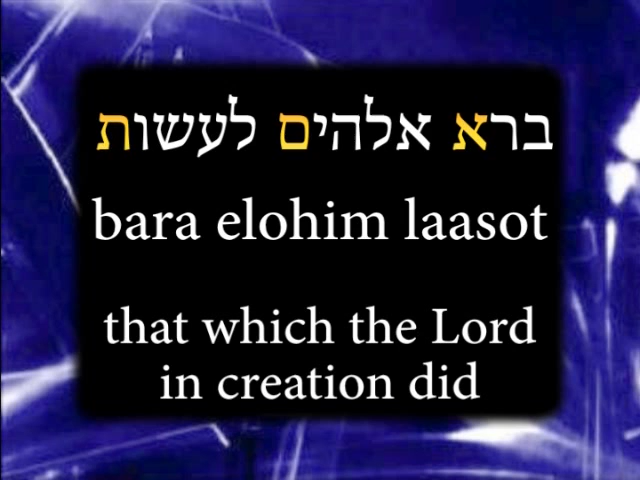 ברא אלהים לעשות
bara elohim laasot
that which the Lord
in creation did